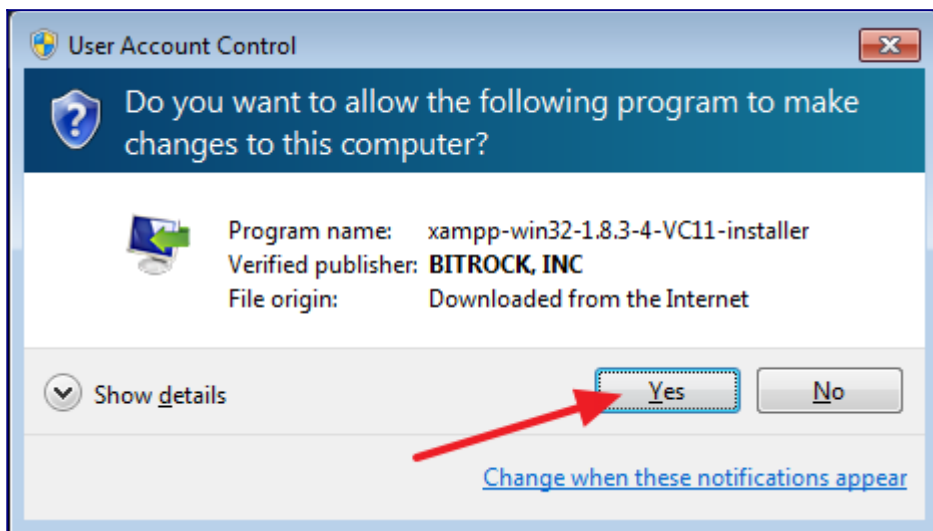 User Account Control
Do you want to allow the following program to make
changes to this computer?
Program name: xampp-win32-1.8.3-4-VC11-installer
Verified publisher: BITROCK, INC
File origin: Downloaded from the Internet
Show details
Yes
No
Change when these notifications appear